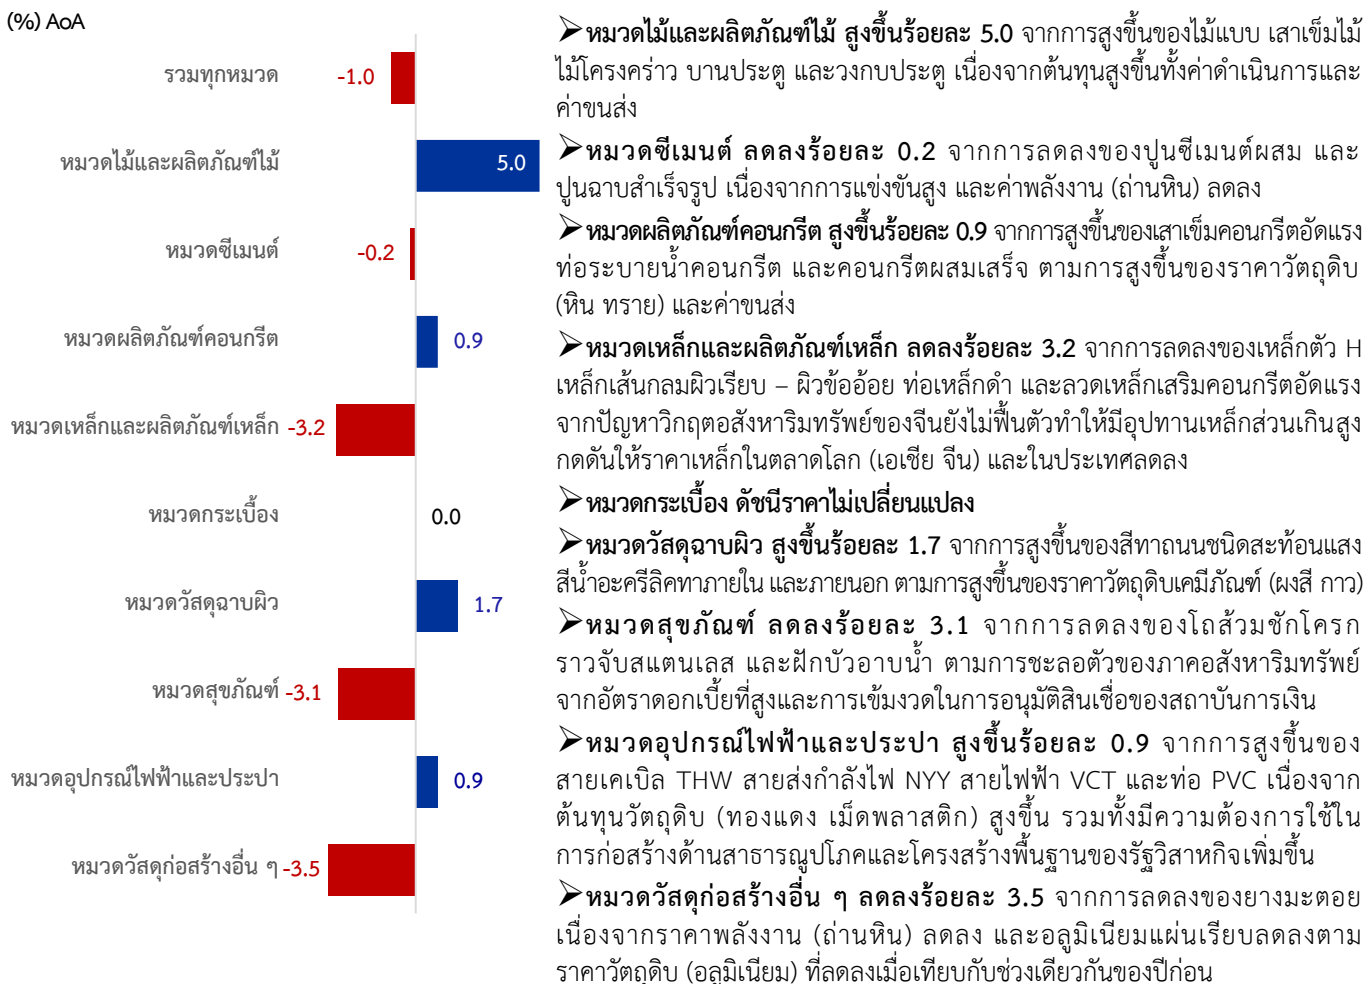 (%) AoA
รวมทุกหมวด -1.0
หมวดไม้และผลิตภัณฑ์ไม้ 5.0
หมวดซีเมนต์ -0.2
หมวดผลิตภัณฑ์คอนกรีต 0.9
หมวดเหล็กและผลิตภัณฑ์เหล็ก -3.2
หมวดกระเบื้อง 0.0
หมวดวัสดุฉาบผิว 1.7
หมวดสุขภัณฑ์ -3.1
หมวดอุปกรณ์ไฟฟ้าและประปา 0.9
หมวดวัสดุก่อสร้างอื่น ๆ -3.5
➢หมวดไม้และผลิตภัณฑ์ไม้ สูงขึ้นร้อยละ 5.0 จากการสูงขึ้นของไม้แบบ เสาเข็มไม้
ไม้โครงคร่าว บานประตู และวงกบประตู เนื่องจากต้นทุนสูงขึ้นทั้งค่าดำเนินการและ
ค่าขนส่ง
➢หมวดซีเมนต์ ลดลงร้อยละ 0.2 จากการลดลงของปูนซีเมนต์ผสม และ
ปูนฉาบสำเร็จรูป เนื่องจากการแข่งขันสูง และค่าพลังงาน (ถ่านหิน) ลดลง
➢หมวดผลิตภัณฑ์คอนกรีต สูงขึ้นร้อยละ 0.9 จากการสูงขึ้นของเสาเข็มคอนกรีตอัดแรง
ท่อระบายน้ำคอนกรีต และคอนกรีตผสมเสร็จ ตามการสูงขึ้นของราคาวัตถุดิบ
(หิน ทราย) และค่าขนส่ง
➢หมวดเหล็กและผลิตภัณฑ์เหล็ก ลดลงร้อยละ 3.2 จากการลดลงของเหล็กตัว H
เหล็กเส้นกลมผิวเรียบ – ผิวข้ออ้อย ท่อเหล็กดำ และลวดเหล็กเสริมคอนกรีตอัดแรง
จากปัญหาวิกฤตอสังหาริมทรัพย์ของจีนยังไม่ฟื้นตัวทำให้มีอุปทานเหล็กส่วนเกินสูง
กดดันให้ราคาเหล็กในตลาดโลก (เอเชีย จีน) และในประเทศลดลง
➢หมวดกระเบื้อง ดัชนีราคาไม่เปลี่ยนแปลง
➢หมวดวัสดุฉาบผิว สูงขึ้นร้อยละ 1.7 จากการสูงขึ้นของสีทาถนนชนิดสะท้อนแสง
สีน้ำอะครีลิคทาภายใน และภายนอก ตามการสูงขึ้นของราคาวัตถุดิบเคมีภัณฑ์ (ผงสี กาว)
➢หมวดสุขภัณฑ์ ลดลงร้อยละ 3.1 จากการลดลงของโถส้วมชักโครก
ราวจับสแตนเลส และฝักบัวอาบน้ำ ตามการชะลอตัวของภาคอสังหาริมทรัพย์
จากอัตราดอกเบี้ยที่สูงและการเข้มงวดในการอนุมัติสินเชื่อของสถาบันการเงิน
➢หมวดอุปกรณ์ไฟฟ้าและประปา สูงขึ้นร้อยละ 0.9 จากการสูงขึ้นของ
สายเคเบิล THW สายส่งกำลังไฟ NYY สายไฟฟ้า VCT และท่อ PVC เนื่องจาก
ต้นทุนวัตถุดิบ (ทองแดง เม็ดพลาสติก) สูงขึ้น รวมทั้งมีความต้องการใช้ใน
การก่อสร้างด้านสาธารณูปโภคและโครงสร้างพื้นฐานของรัฐวิสาหกิจเพิ่มขึ้น
➢หมวดวัสดุก่อสร้างอื่น ๆ ลดลงร้อยละ 3.5 จากการลดลงของยางมะตอย
เนื่องจากราคาพลังงาน (ถ่านหิน) ลดลง และอลูมิเนียมแผ่นเรียบลดลงตาม
ราคาวัตถุดิบ (อลูมิเนียม) ที่ลดลงเมื่อเทียบกับช่วงเดียวกันของปีก่อน